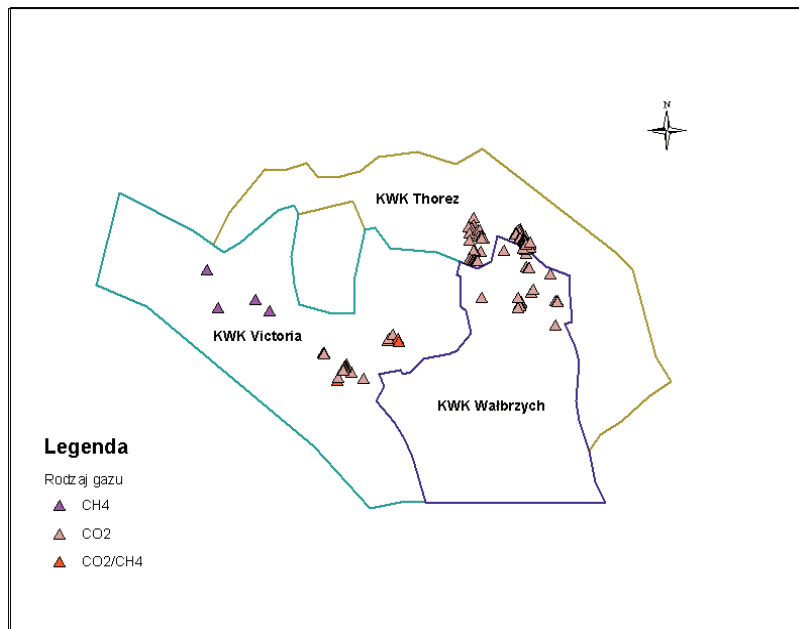 N
KWK Thorez
KWK Victoria
KWK Wałbrzych
Legenda
Rodzaj gazu
CH4
CO2
CO2/CH4